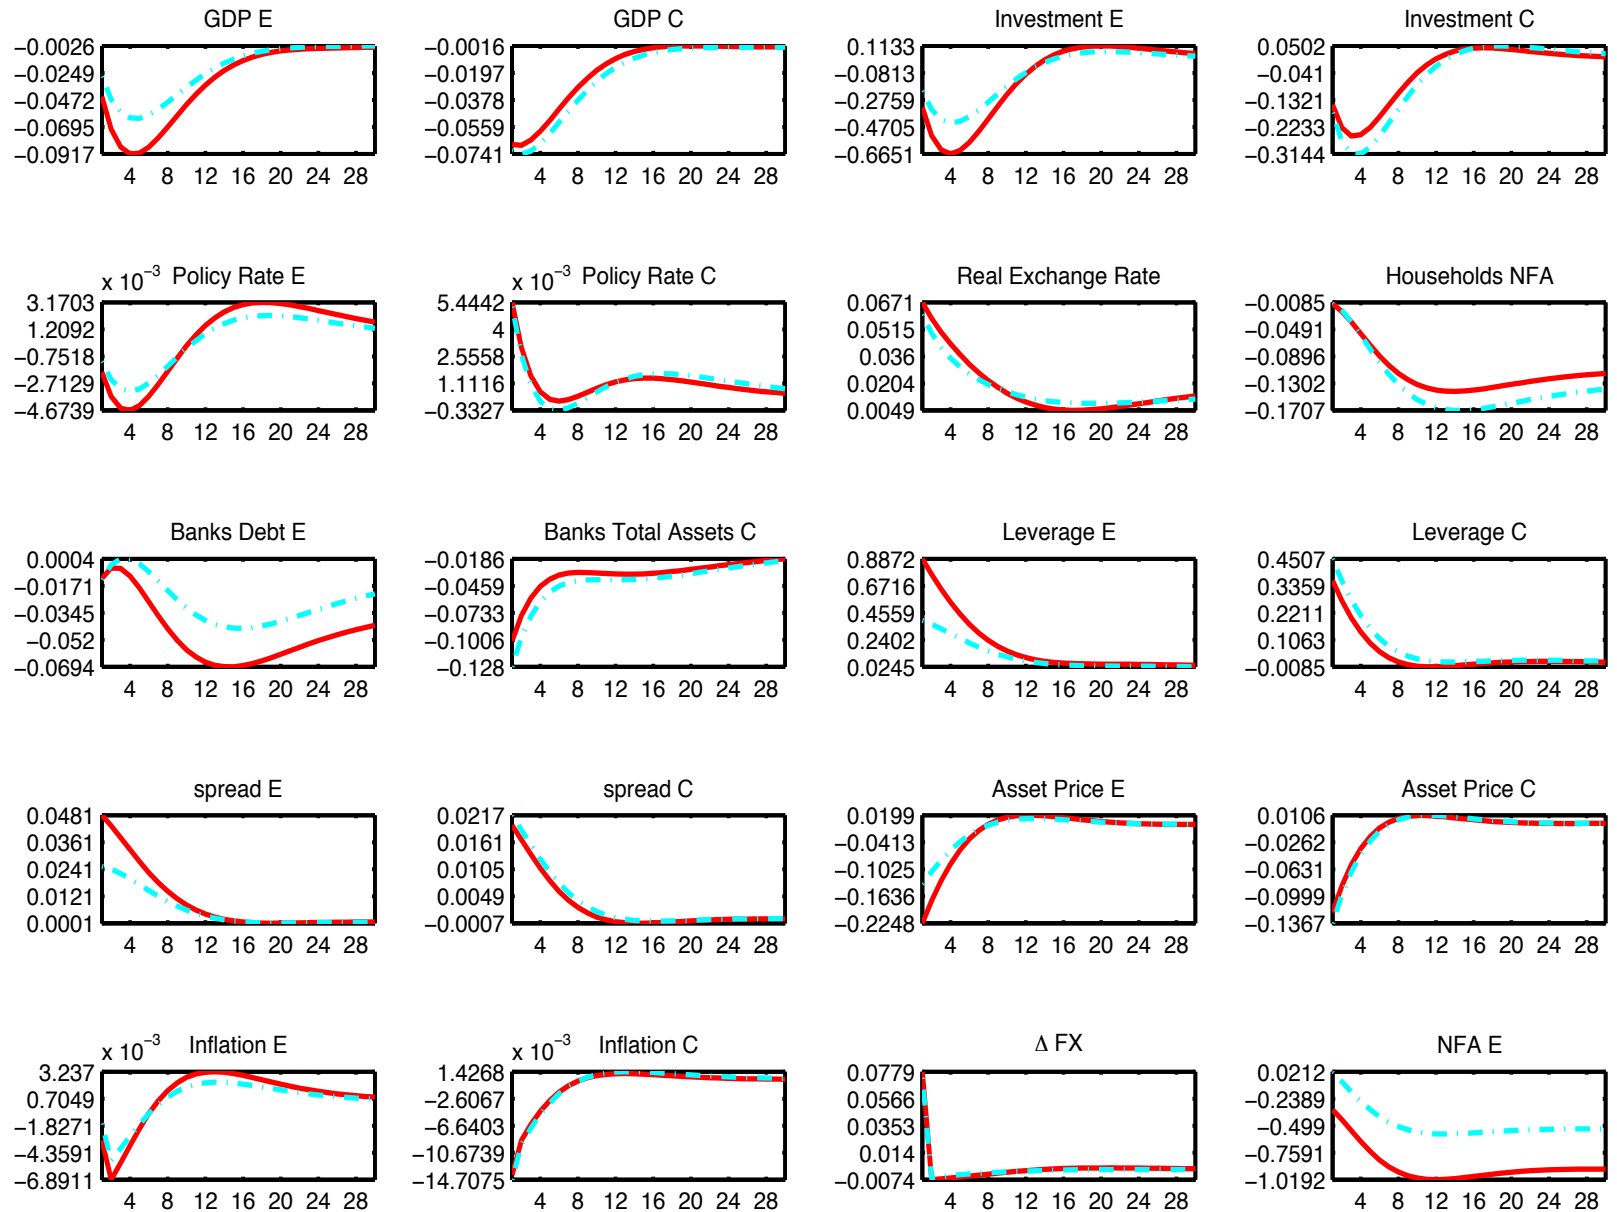 GDP E
−0.0026
−0.0249
−0.0472
−0.0695
−0.0917
4 8 12 16 20 24 28
GDP C
−0.0016
−0.0197
−0.0378
−0.0559
−0.0741
4 8 12 16 20 24 28
Investment E
0.1133
−0.0813
−0.2759
−0.4705
−0.6651
4 8 12 16 20 24 28
Investment C
0.0502
−0.041
−0.1321
−0.2233
−0.3144
4 8 12 16 20 24 28
x 10−3 Policy Rate E
3.1703
1.2092
−0.7518
−2.7129
−4.6739
4 8 12 16 20 24 28
x 10−3 Policy Rate C
5.4442
4
2.5558
1.1116
−0.3327
4 8 12 16 20 24 28
Real Exchange Rate
0.0671
0.0515
0.036
0.0204
0.0049
4 8 12 16 20 24 28
Households NFA
−0.0085
−0.0491
−0.0896
−0.1302
−0.1707
4 8 12 16 20 24 28
Banks Debt E
0.0004
−0.0171
−0.0345
−0.052
−0.0694
4 8 12 16 20 24 28
Banks Total Assets C
−0.0186
−0.0459
−0.0733
−0.1006
−0.128
4 8 12 16 20 24 28
Leverage E
0.8872
0.6716
0.4559
0.2402
0.0245
4 8 12 16 20 24 28
Leverage C
0.4507
0.3359
0.2211
0.1063
−0.0085
4 8 12 16 20 24 28
spread E
0.0481
0.0361
0.0241
0.0121
0.0001
4 8 12 16 20 24 28
spread C
0.0217
0.0161
0.0105
0.0049
−0.0007
4 8 12 16 20 24 28
Asset Price E
0.0199
−0.0413
−0.1025
−0.1636
−0.2248
4 8 12 16 20 24 28
Asset Price C
0.0106
−0.0262
−0.0631
−0.0999
−0.1367
4 8 12 16 20 24 28
x 10−3 Inflation E
3.237
0.7049
−1.8271
−4.3591
−6.8911
4 8 12 16 20 24 28
x 10−3 Inflation C
1.4268
−2.6067
−6.6403
−10.6739
−14.7075
4 8 12 16 20 24 28
Δ FX
0.0779
0.0566
0.0353
0.014
−0.0074
4 8 12 16 20 24 28
NFA E
0.0212
−0.2389
−0.499
−0.7591
−1.0192
4 8 12 16 20 24 28